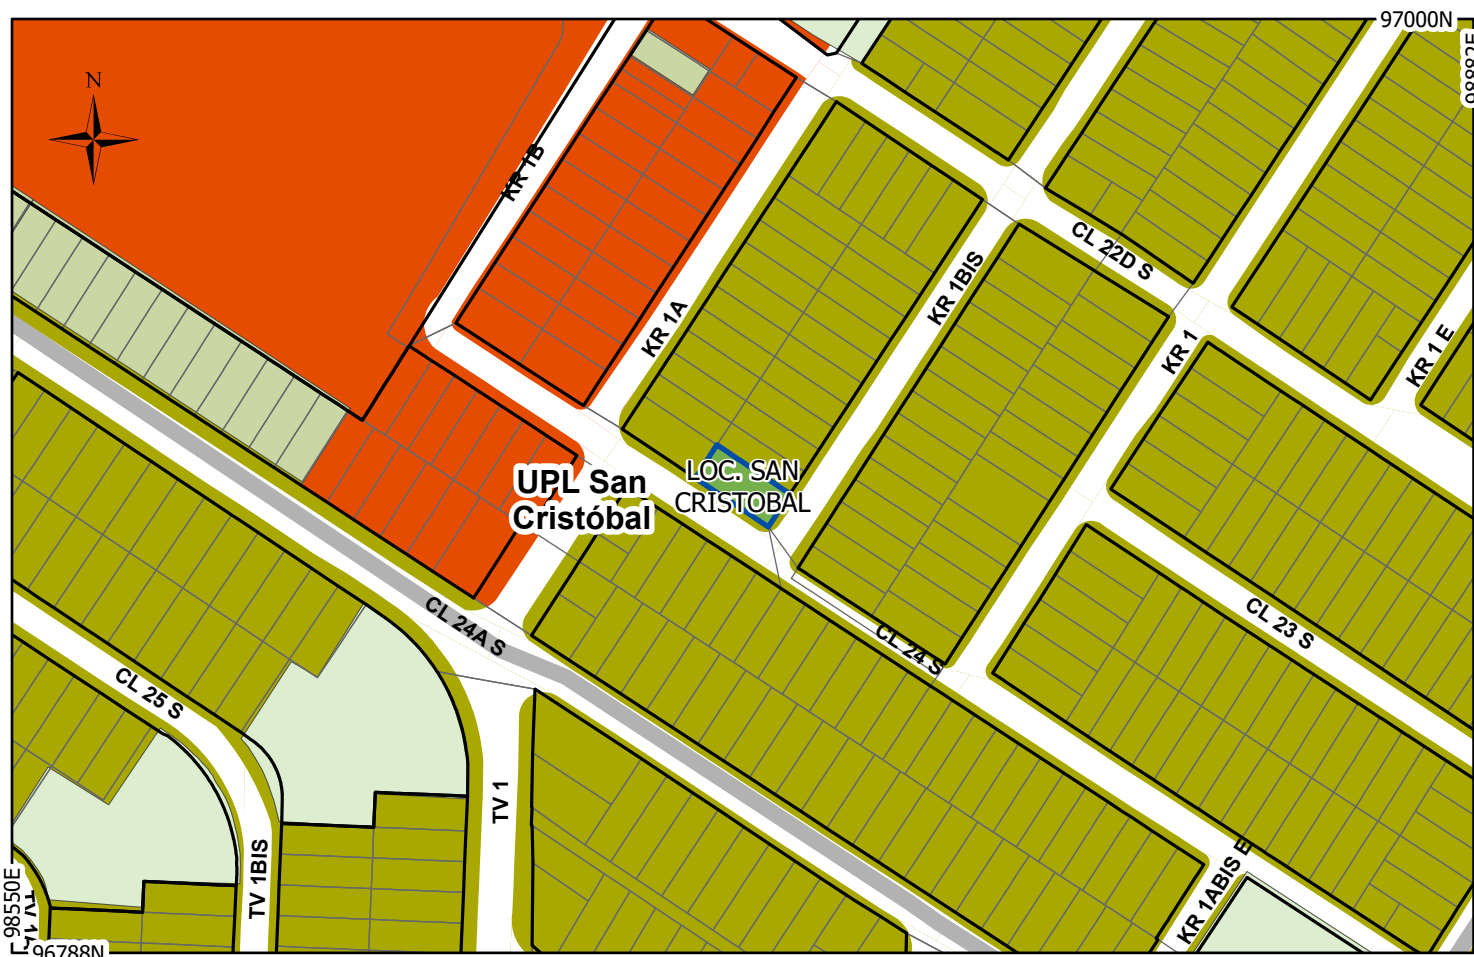 97000N
98882E
N
KR 1B
CL 22D S
KR 1BIS
KR 1A
KR 1
KR 1 E
LOC. SAN
CRISTOBAL
UPL San
Cristóbal
CL 24A S
CL 23 S
CL 24 S
CL 25 S
TV 1
TV 1BIS
KR 1ABIS E
98550E
96788N